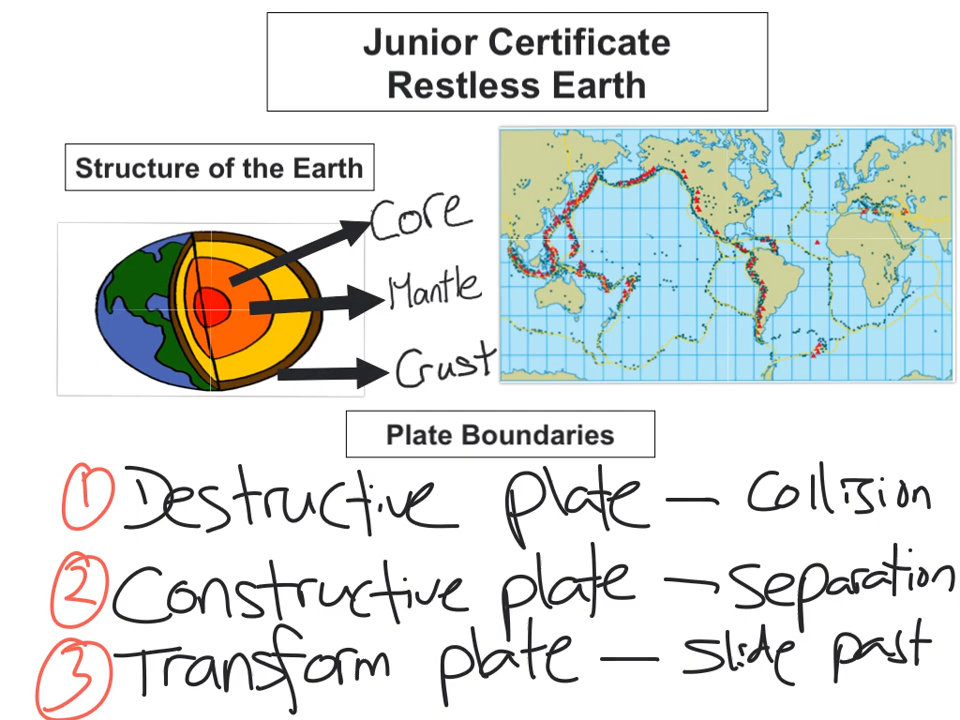 Junior Certificate
Restless Earth
Structure of the Earth
Core
Mantle
Crust
Plate Boundaries
1 Destructive plate — Collision
2 Constructive plate — Separation
3 Transform plate — Slide past